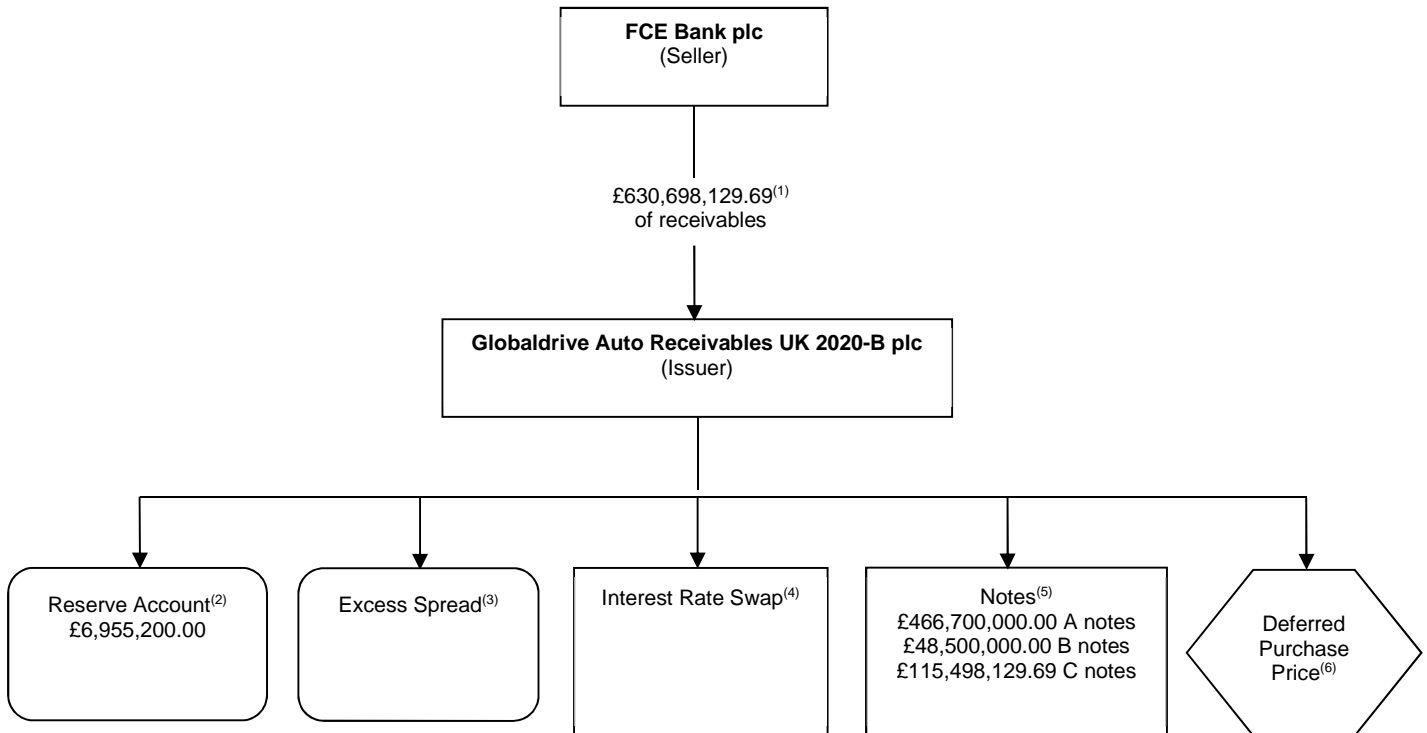 FCE Bank plc
(Seller)
£630,698,129.69(1)
of receivables
Globaldrive Auto Receivables UK 2020-B plc
(Issuer)
Reserve Account(2)
£6,955,200.00
Excess Spread(3)
Interest Rate Swap(4)
Notes(5)
£466,700,000.00 A notes
£48,500,000.00 B notes
£115,498,129.69 C notes
Deferred
Purchase
Price(6)